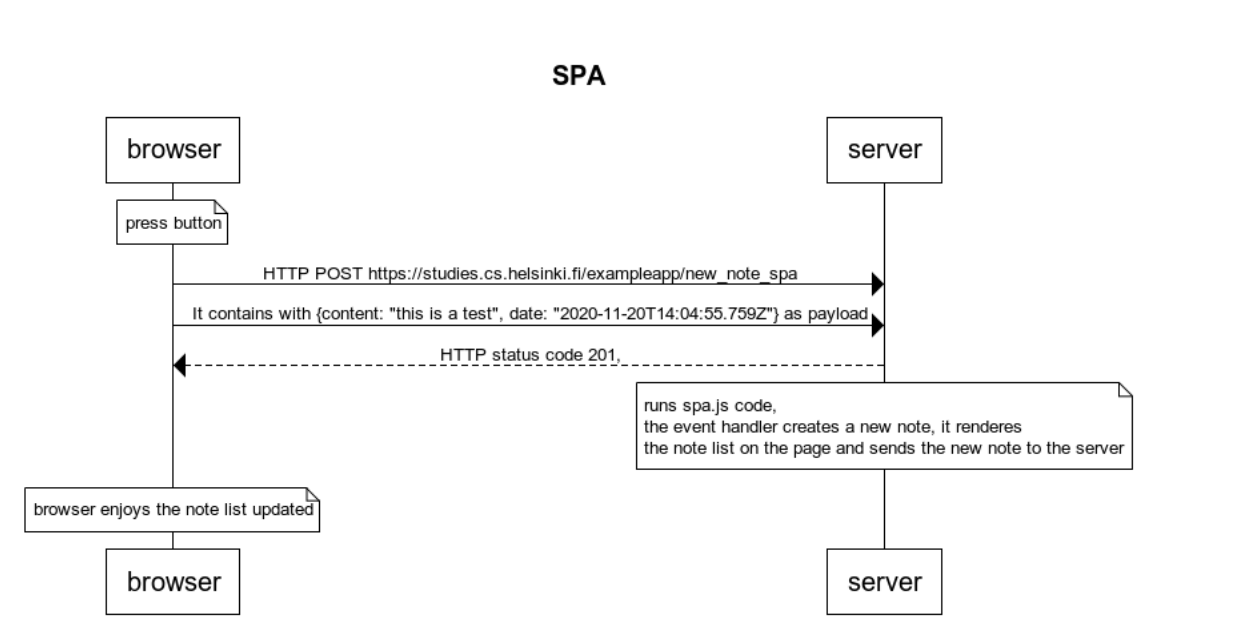 SPA
browser
server
press button
HTTP POST https://studies.cs.helsinki.fi/exampleapp/new_note_spa
It contains with {content: "this is a test", date: "2020-11-20T14:04:55.759Z"} as payload
HTTP status code 201,
runs spa.js code,
the event handler creates a new note, it renderes
the note list on the page and sends the new note to the server
browser enjoys the note list updated
browser
server